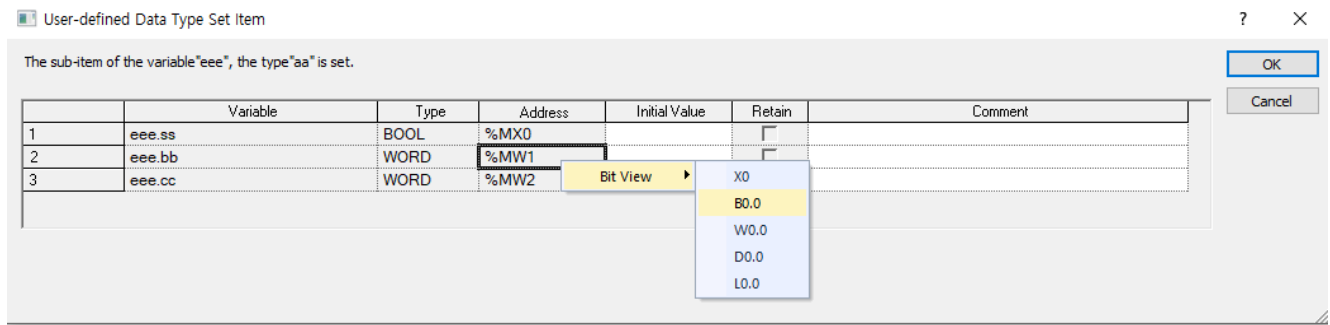 User-defined Data Type Set Item
?
The sub-item of the variable"eee", the type"aa" is set.
OK
Cancel
Variable Type Address Initial Value Retain Comment
1 eee.ss BOOL %MX0
2 eee.bb WORD %MW1
3 eee.cc WORD %MW2
Bit View
X0
B0.0
W0.0
D0.0
L0.0